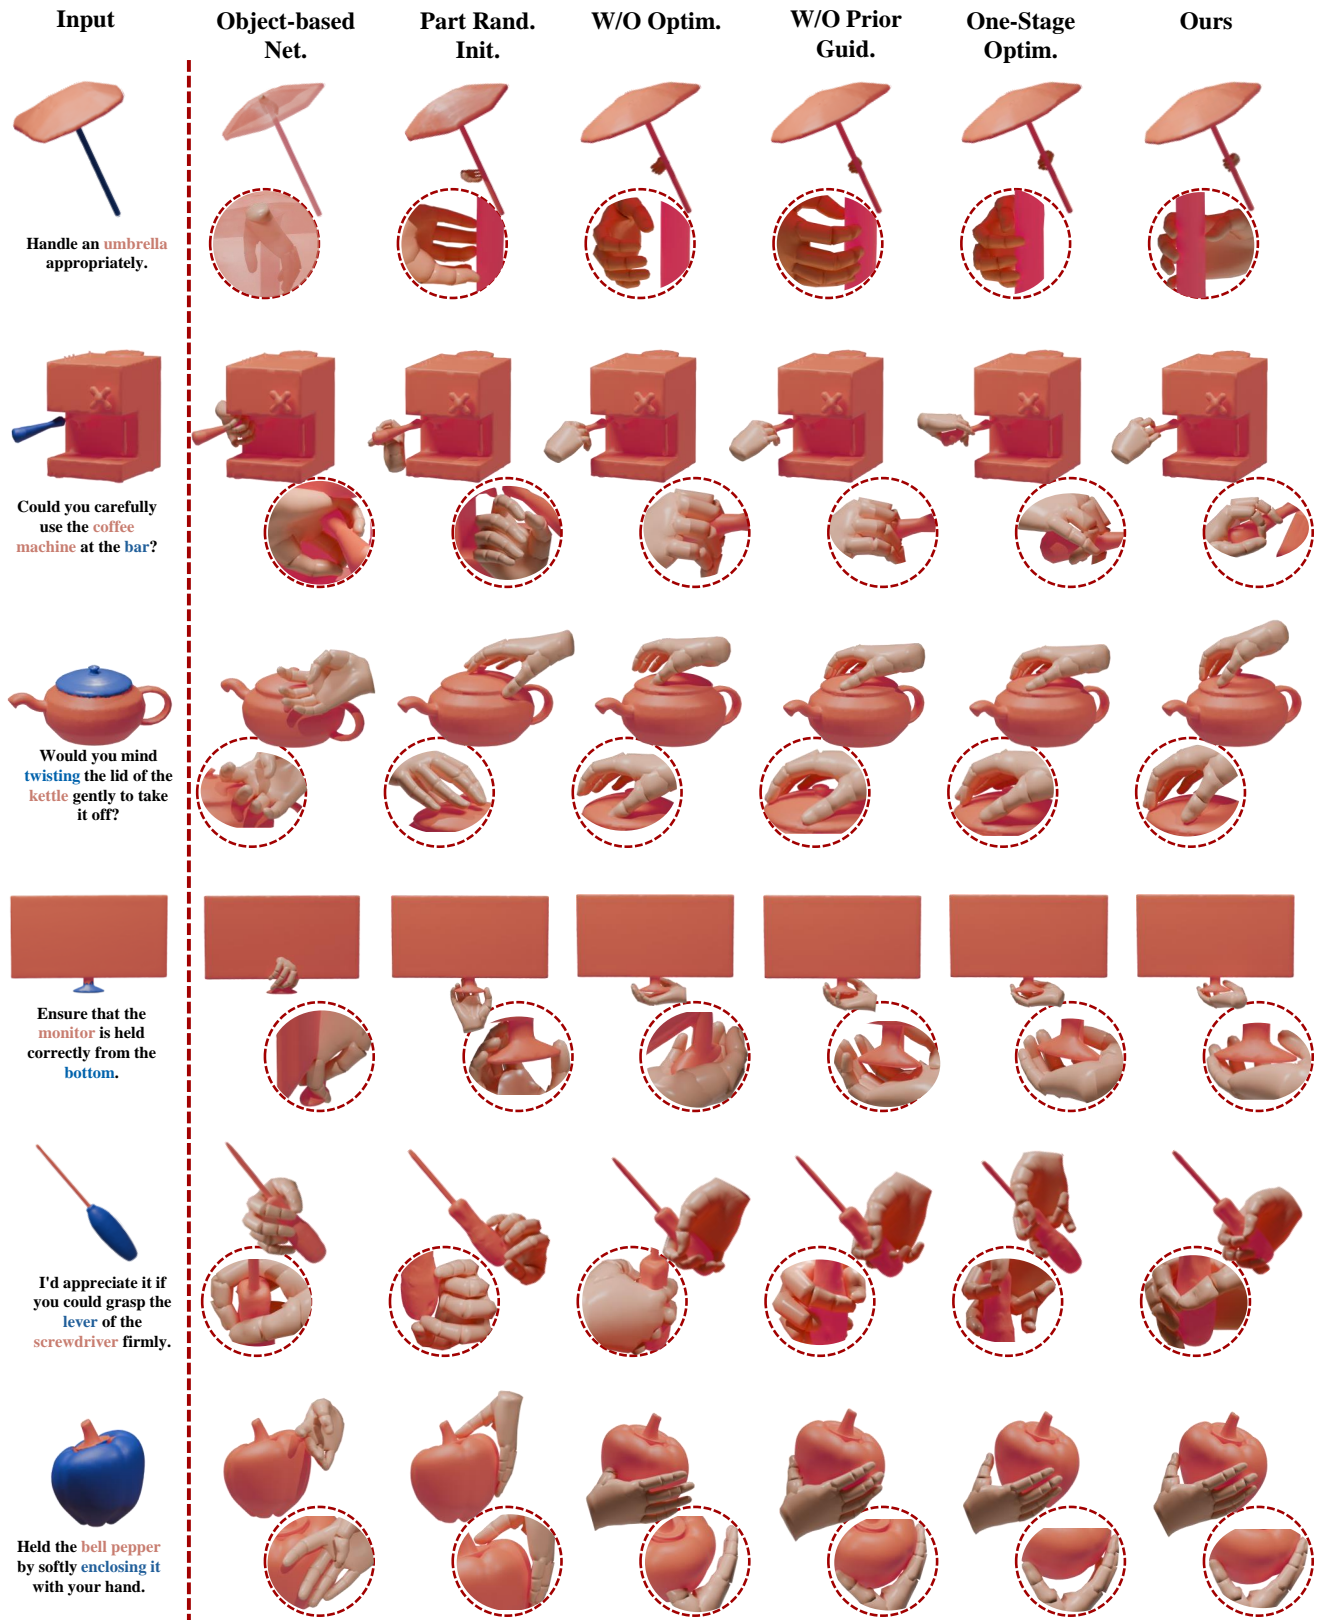 Input
Object-based
Net.
Part Rand.
Init.
W/O Optim.
W/O Prior
Guid.
One-Stage
Optim.
Ours
Handle an umbrella
appropriately.
Could you carefully
use the coffee
machine at the bar?
Would you mind
twisting the lid of the
kettle gently to take
it off?
Ensure that the
monitor is held
correctly from the
bottom.
I'd appreciate it if
you could grasp the
lever of the
screwdriver firmly.
Held the bell pepper
by softly enclosing it
with your hand.